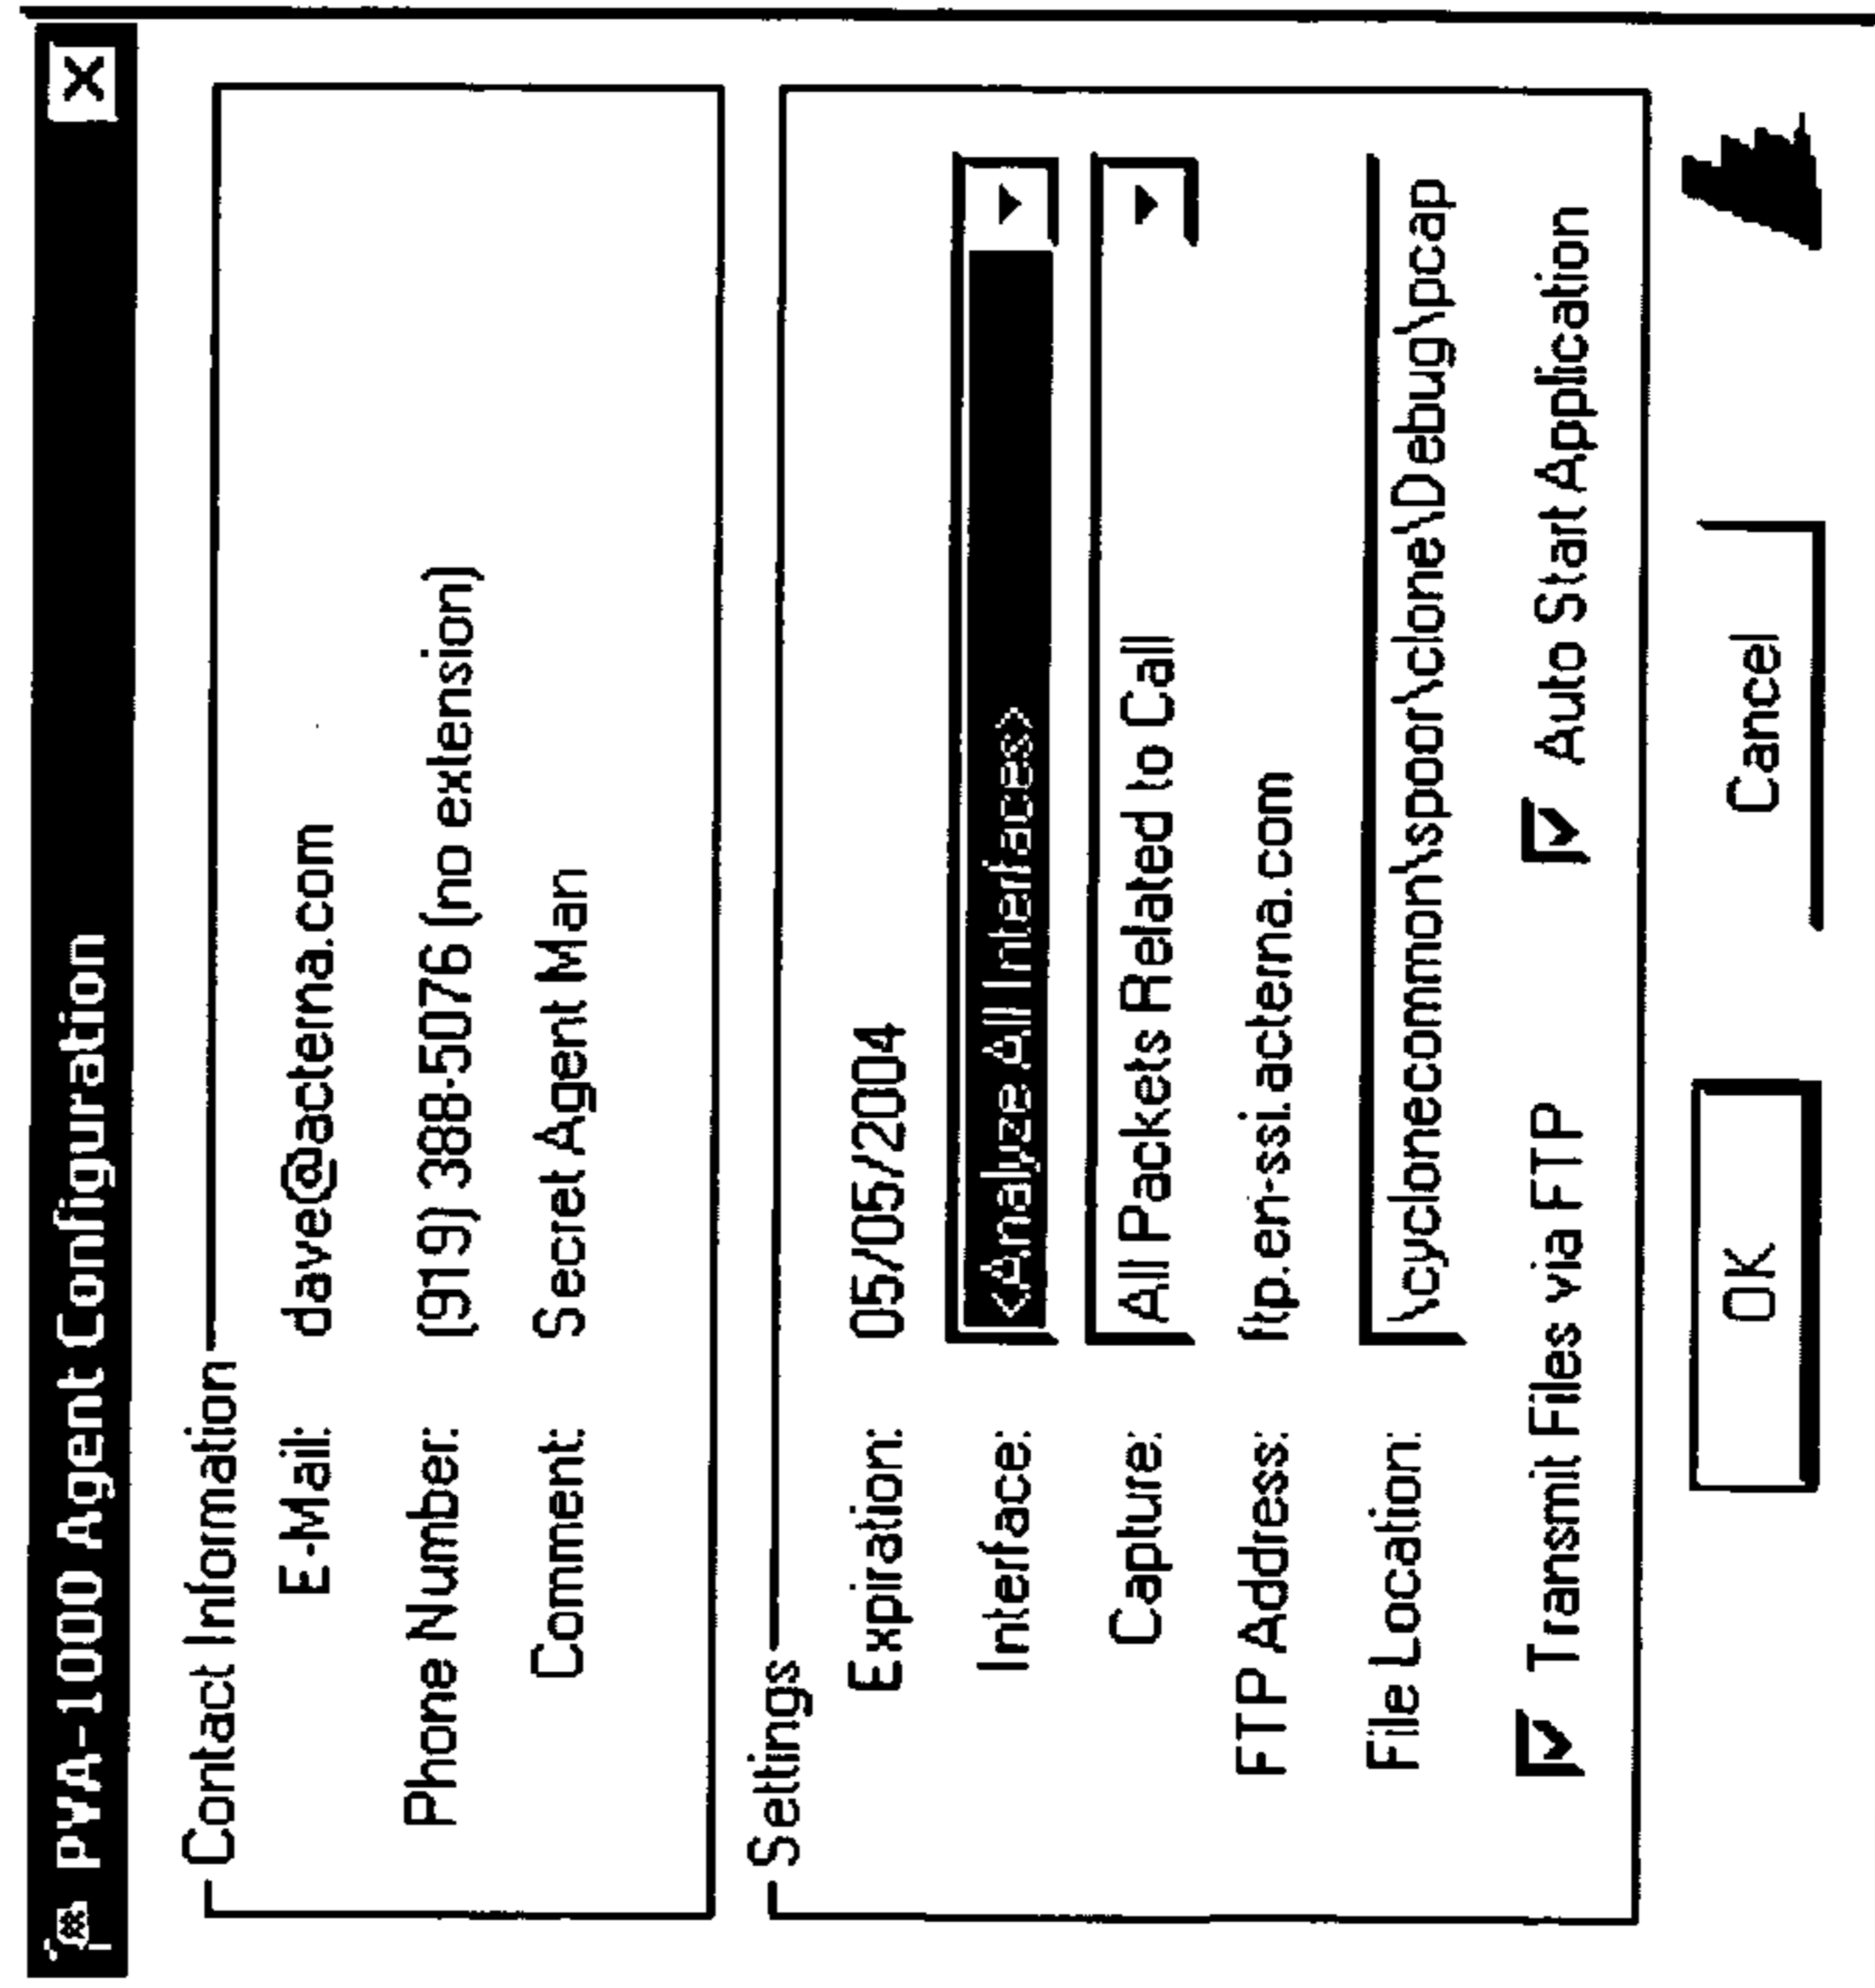 PVA-1000 Agent Configuration
Contact Information
E-Mail: dave@acterna.com
Phone Number: (919) 388-5076 (no extension)
Comment: Secret Agent Man
Settings
Expiration: 05/05/2004
Interface: <Analyze All Interfaces>
Capture: All Packets Related to Call
FTP Address: ftp.en-ssi.acterna.com
File Location: \cyclonecommon\spoor\clone\Debug\pcap
Transmit Files via FTP Auto Start Application
OK Cancel